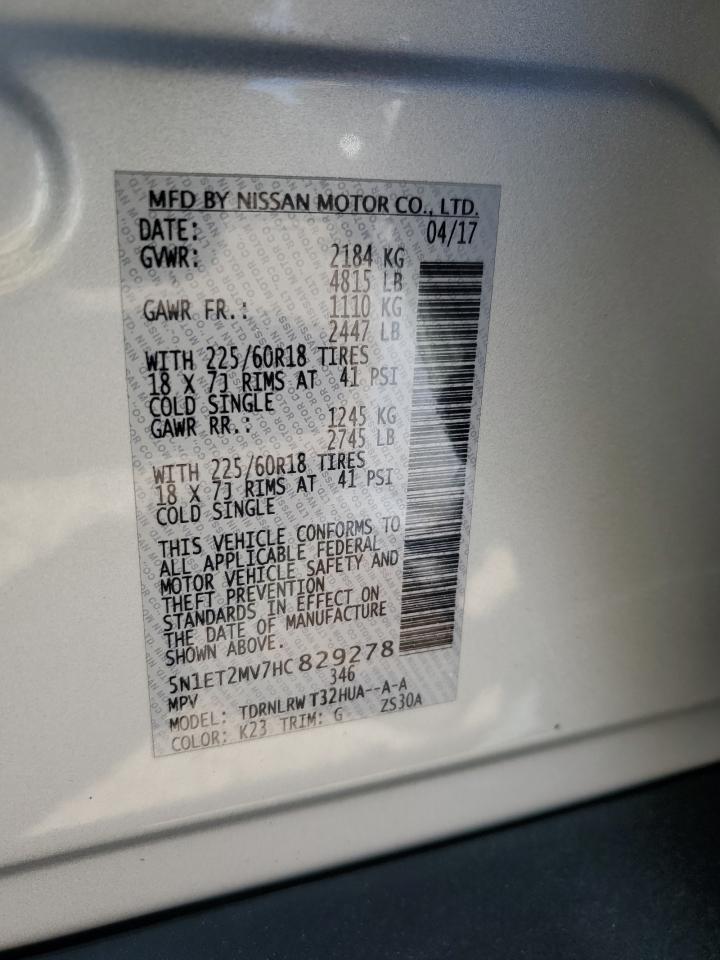 MFD BY NISSAN MOTOR CO., LTD.
DATE: 04/17
GVWR: 2184 KG
4815 LB
GAWR FR.: 1110 KG
2447 LB
WITH 225/60R18 TIRES
18 X 7J RIMS AT 41 PSI
COLD SINGLE
GAWR RR.: 1245 KG
2745 LB
WITH 225/60R18 TIRES
18 X 7J RIMS AT 41 PSI
COLD SINGLE
THIS VEHICLE CONFORMS TO
ALL APPLICABLE FEDERAL
MOTOR VEHICLE SAFETY AND
THEFT PREVENTION
STANDARDS IN EFFECT ON
THE DATE OF MANUFACTURE
SHOWN ABOVE.
5N1ET2MV7HC829278
MPV 346
MODEL: TDRNLRWT32HUA--A-A
COLOR: K23 TRIM: G ZS30A